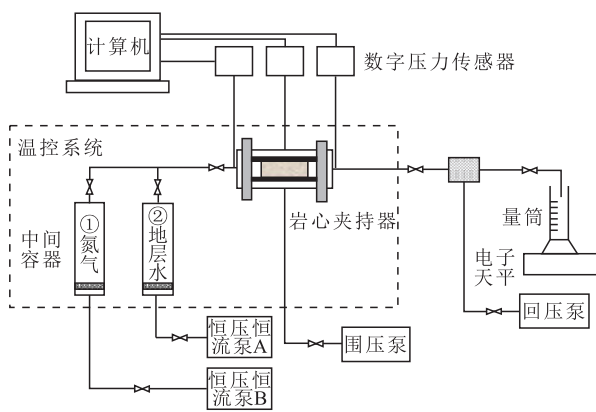 计算机
数字压力传感器
温控系统
岩心夹持器
中间
容器
①氮气
②地层水
量筒
电子
天平
回压泵
恒压恒
流泵A
围压泵
恒压恒
流泵B